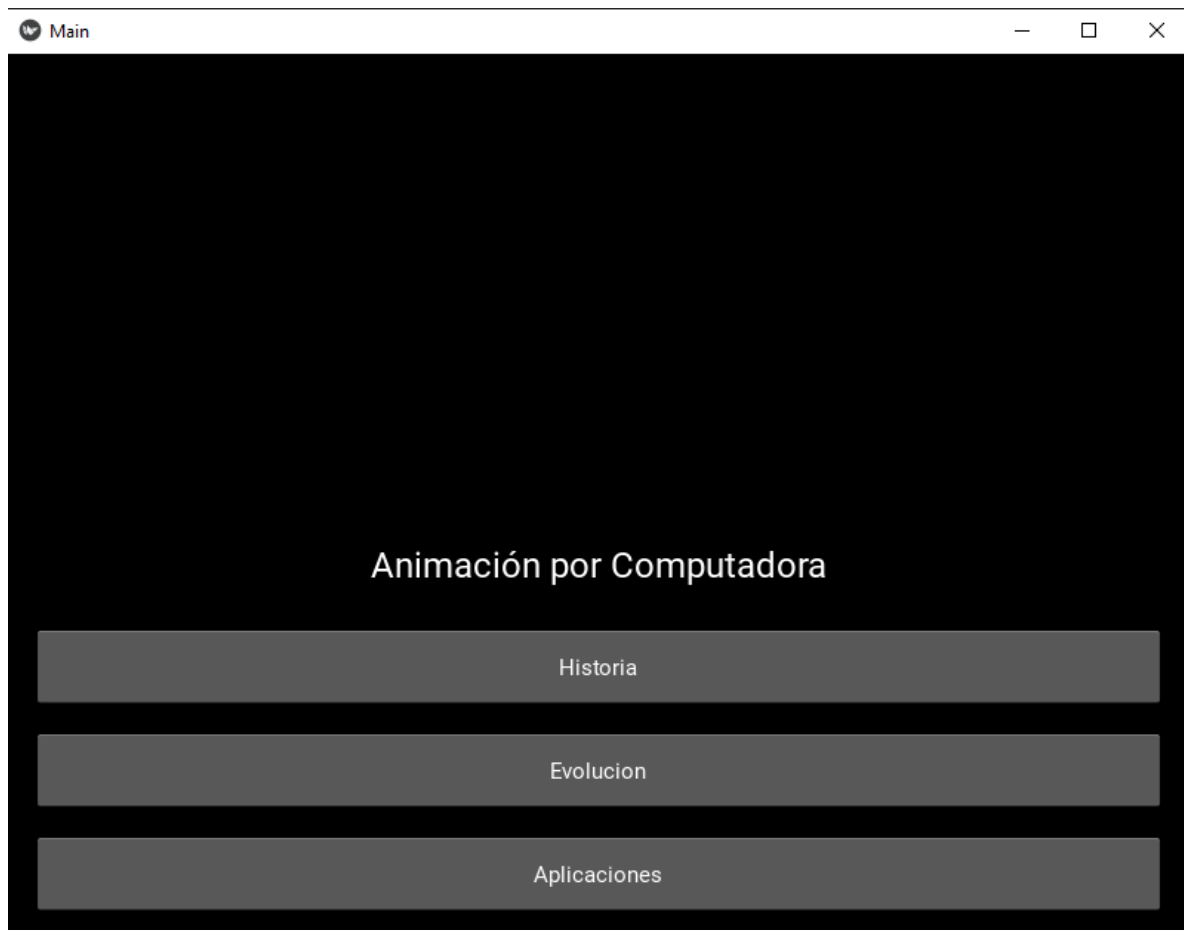 Main
Animación por Computadora
Historia
Evolucion
Aplicaciones